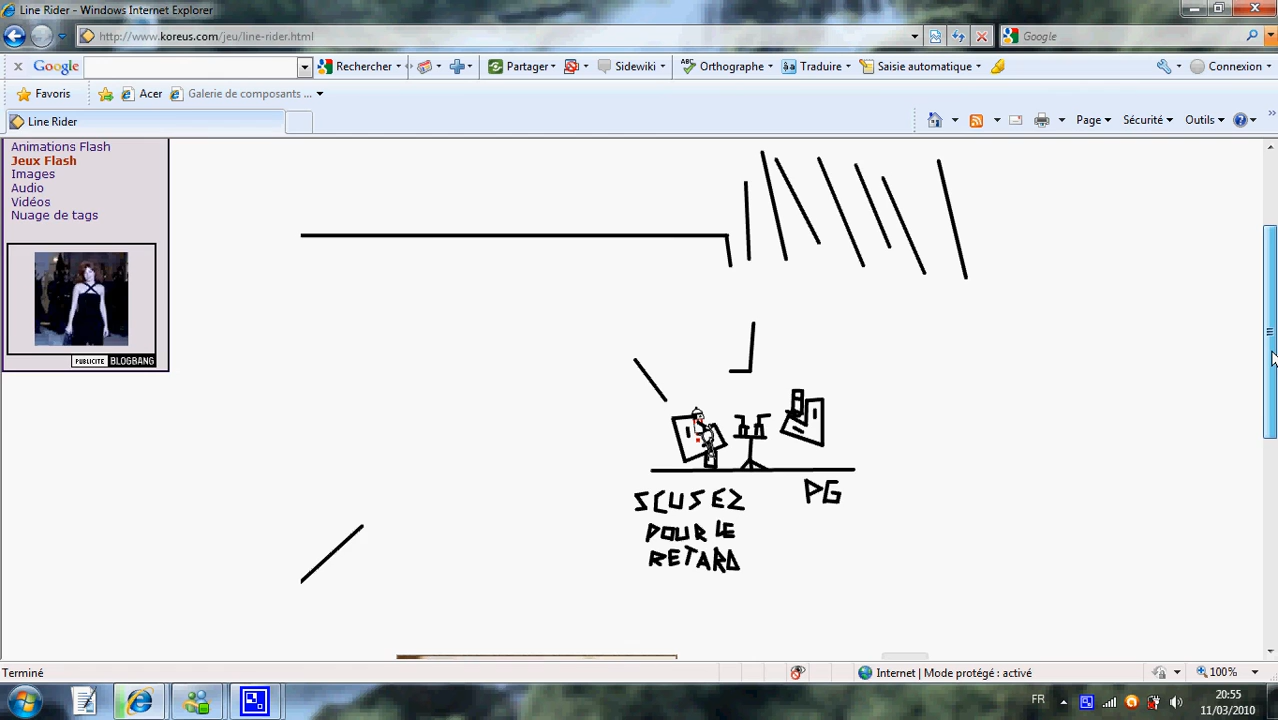 Line Rider - Windows Internet Explorer
http://www.koreus.com/jeu/line-rider.html
Google
Google
Rechercher
Partager
Sidewiki
ABC
Orthographe
Traduire
Saisie automatique
Connexion
Favoris
Acer
Galerie de composants ...
Line Rider
Page
Sécurité
Outils
Animations Flash
Jeux Flash
Images
Audio
Vidéos
Nuage de tags
PUBLICITE BLOGBANG
SCUSEZ
PG
POUR LE
RETARD
Terminé
Internet | Mode protégé : activé
100%
FR
20:55
11/03/2010